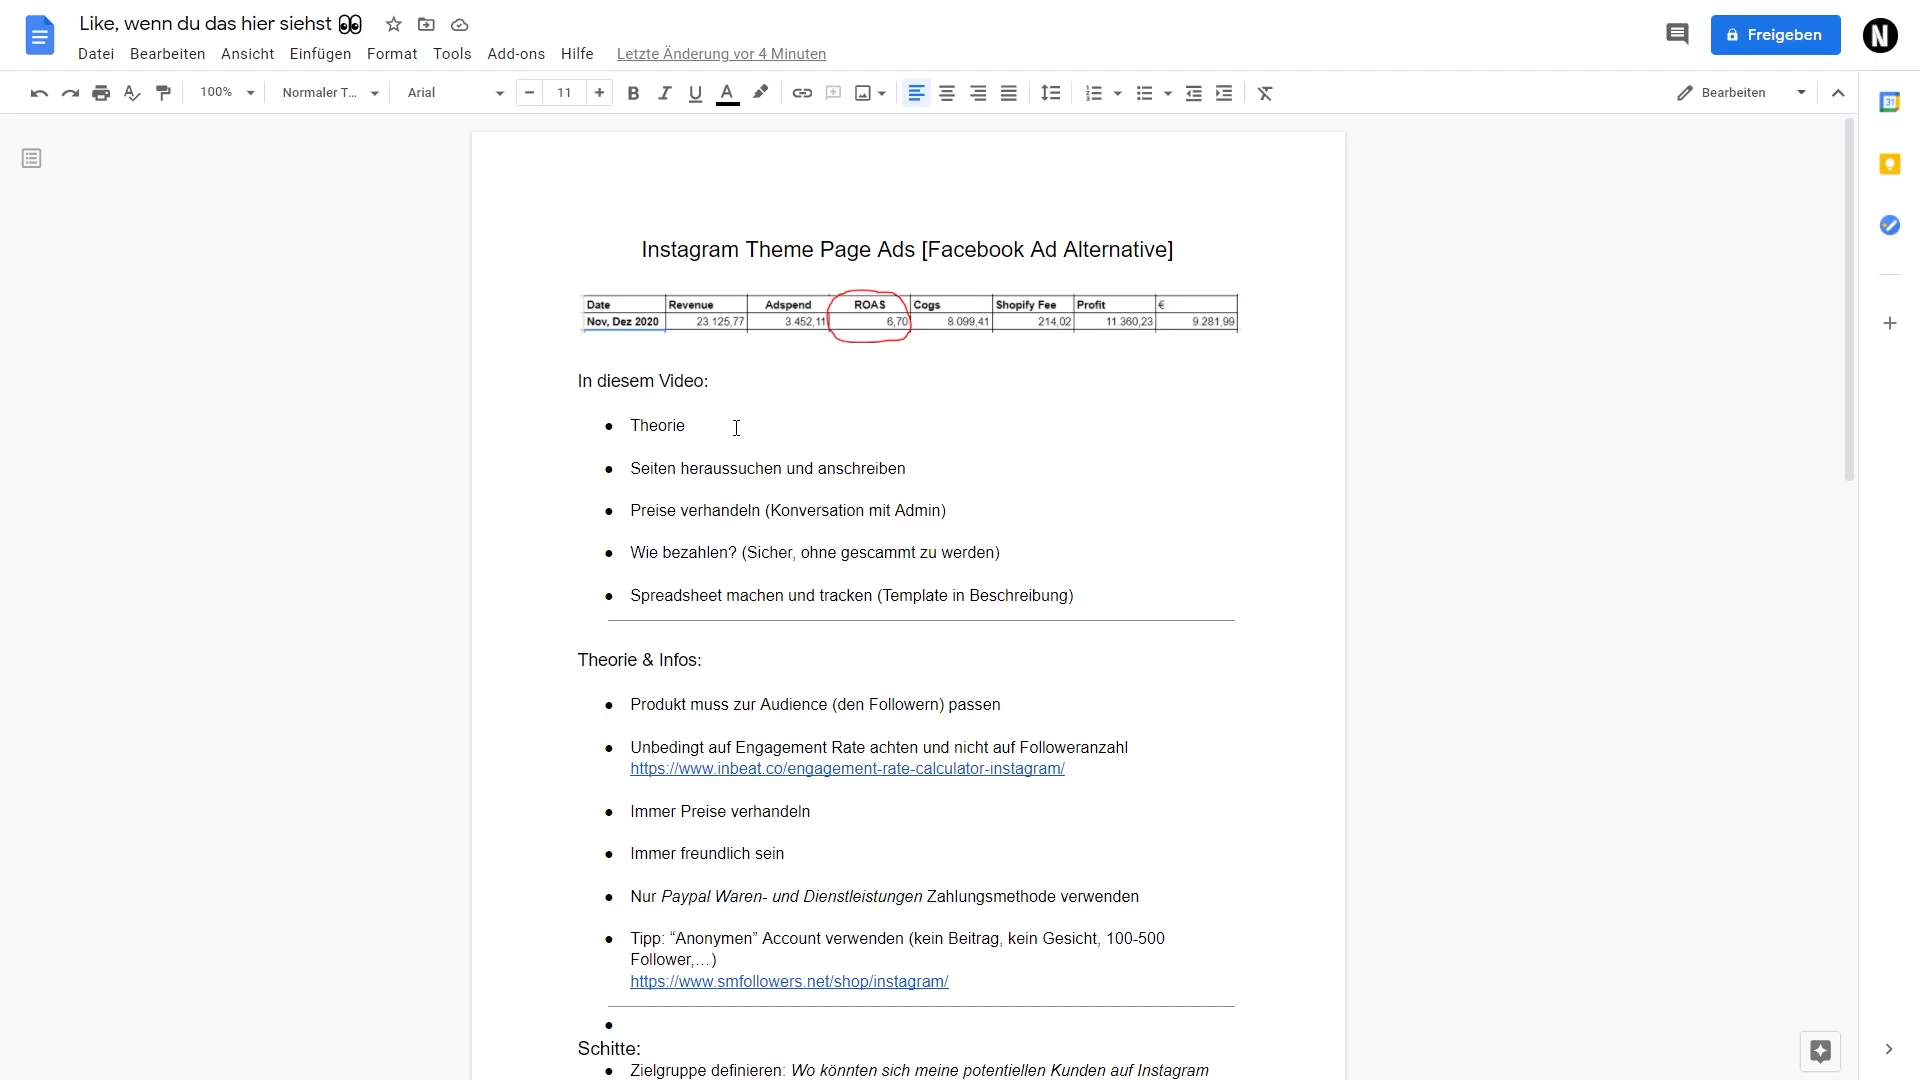 Like, wenn du das hier siehst 👀
Datei Bearbeiten Ansicht Einfügen Format Tools Add-ons Hilfe Letzte Änderung vor 4 Minuten
Freigeben
N
100% Normaler T... Arial 11 B I U A Bearbeiten
31
Instagram Theme Page Ads [Facebook Ad Alternative]
Date Revenue Adspend ROAS Cogs Shopify Fee Profit €
Nov, Dez 2020 23.125,77 3.452,11 6,70 8.099,41 214,02 11.360,23 9.281,99
In diesem Video:
● Theorie
● Seiten heraussuchen und anschreiben
● Preise verhandeln (Konversation mit Admin)
● Wie bezahlen? (Sicher, ohne gescammt zu werden)
● Spreadsheet machen und tracken (Template in Beschreibung)
Theorie & Infos:
● Produkt muss zur Audience (den Followern) passen
● Unbedingt auf Engagement Rate achten und nicht auf Followeranzahl
https://www.inbeat.co/engagement-rate-calculator-instagram/
● Immer Preise verhandeln
● Immer freundlich sein
● Nur Paypal Waren- und Dienstleistungen Zahlungsmethode verwenden
● Tipp: “Anonymen” Account verwenden (kein Beitrag, kein Gesicht, 100-500
Follower,…)
https://www.smfollowers.net/shop/instagram/
●
Schitte:
● Zielgruppe definieren: Wo könnten sich meine potentiellen Kunden auf Instagram